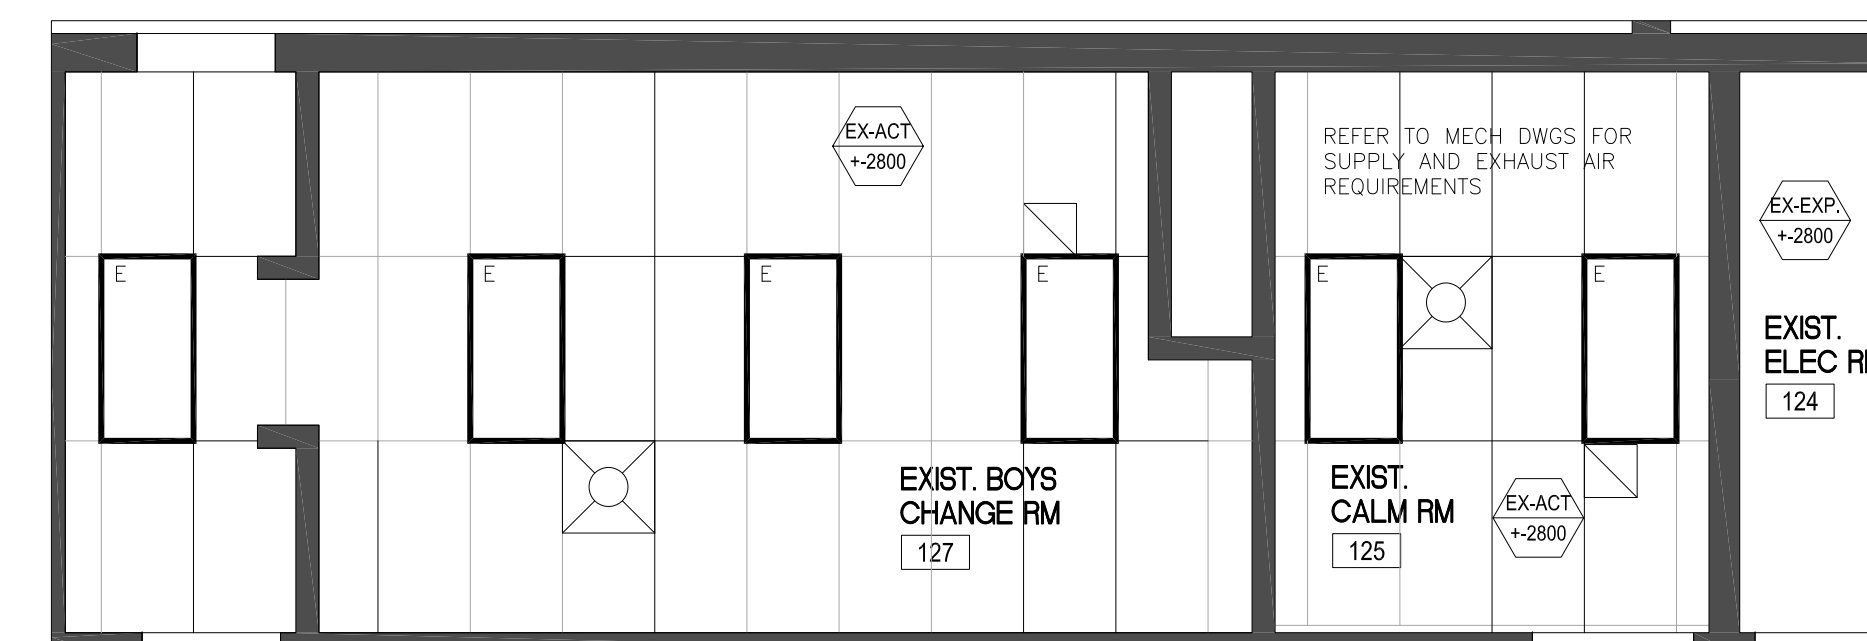 EX-ACT
+-2800
REFER TO MECH DWGS FOR
SUPPLY AND EXHAUST AIR
REQUIREMENTS
EX-EXP.
+-2800
E
E
E
E
E
E
EXIST.
ELEC
124
EXIST. BOYS
CHANGE RM
127
EXIST.
CALM RM
125
EX-ACT
+-2800